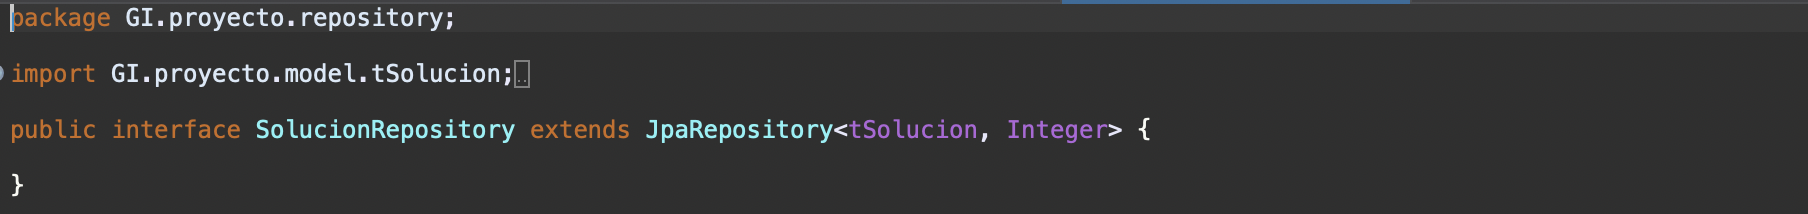 package GI.proyecto.repository;
import GI.proyecto.model.tSolucion;
public interface SolucionRepository extends JpaRepository<tSolucion, Integer> {
}